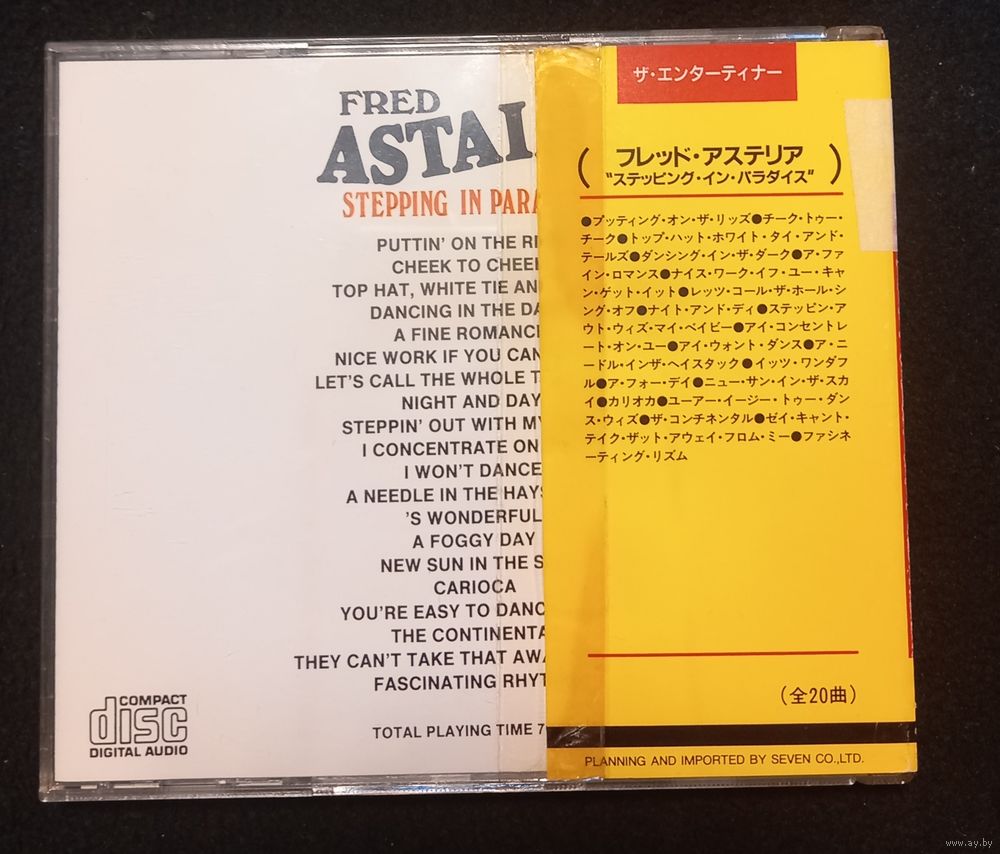 FRED
ASTAI
STEPPING IN PARA
PUTTIN' ON THE RI
CHEEK TO CHEEK
TOP HAT, WHITE TIE AN
DANCING IN THE DA
A FINE ROMANC
NICE WORK IF YOU CAN
LET'S CALL THE WHOLE T
NIGHT AND DAY
STEPPIN' OUT WITH MY
I CONCENTRATE ON
I WON'T DANCE
A NEEDLE IN THE HAYS
'S WONDERFUL
A FOGGY DAY
NEW SUN IN THE S
CARIOCA
YOU'RE EASY TO DANC
THE CONTINENTA
THEY CAN'T TAKE THAT AWA
FASCINATING RHYT
TOTAL PLAYING TIME 7
COMPACT
disc
DIGITAL AUDIO
ザ・エンターティナー
フレッド・アステリア
"ステッピング・イン・パラダイス"
●プッティング・オン・ザ・リッズ●チーク・トゥー・
チーク●トップ・ハット・ホワイト・タイ・アンド・
テールズ●ダンシング・イン・ザ・ダーク●ア・ファ
イン・ロマンス●ナイス・ワーク・イフ・ユー・キャ
ン・ゲット・イット●レッツ・コール・ザ・ホール・シ
ング・オフ●ナイト・アンド・ディ●ステッピン・ア
ウト・ウィズ・マイ・ベイビー●アイ・コンセントレ
ート・オン・ユー●アイ・ウォント・ダンス●ア・ニ
ードル・インザ・ヘイスタック●イッツ・ワンダフ
ル●ア・フォー・デイ●ニュー・サン・イン・ザ・スカ
イ●カリオカ●ユーアー・イージー・トゥー・ダン
ス・ウィズ●ザ・コンチネンタル●ゼイ・キャント・
テイク・ザット・アウェイ・フロム・ミー●ファシネ
ーティング・リズム
(全20曲)
PLANNING AND IMPORTED BY SEVEN CO.,LTD.
www.ay.by